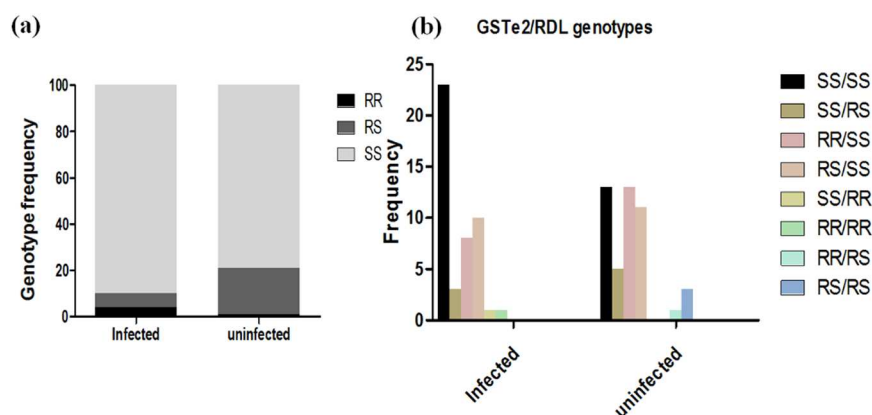 (a)
Genotype frequency
100
80
60
40
20
0
Infected
uninfected
RR
RS
SS
(b)
GSTe2/RDL genotypes
Frequency
25
20
15
10
5
0
Infected
uninfected
SS/SS
SS/RS
RR/SS
RS/SS
SS/RR
RR/RR
RR/RS
RS/RS